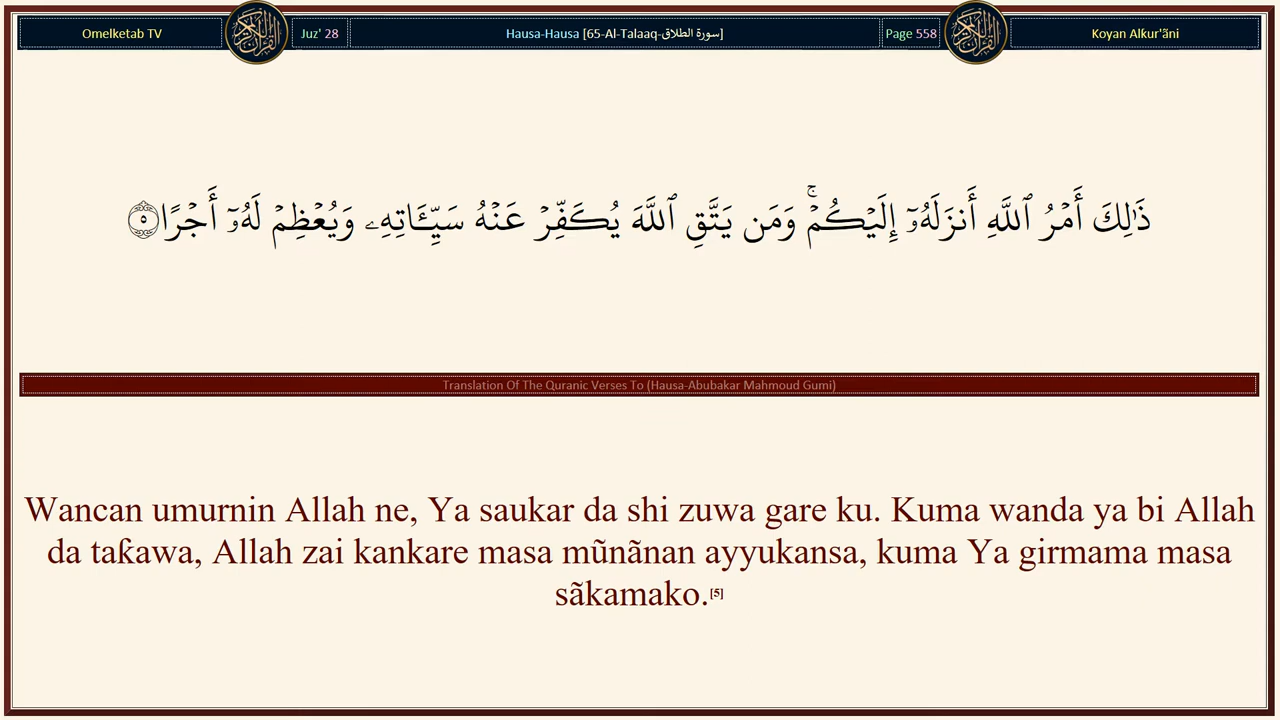 Omelketab TV
Juz' 28
Hausa-Hausa [65-Al-Talaaq-سورة الطلاق]
Page 558
Koyan Alƙur'ãni
ذَٰلِكَ أَمۡرُ ٱللَّهِ أَنزَلَهُۥٓ إِلَيۡكُمۡۚ وَمَن يَتَّقِ ٱللَّهَ يُكَفِّرۡ عَنۡهُ سَيِّـَٔاتِهِۦ وَيُعۡظِمۡ لَهُۥٓ أَجۡرًا ٥
Translation Of The Quranic Verses To (Hausa-Abubakar Mahmoud Gumi)
Wancan umurnin Allah ne, Ya saukar da shi zuwa gare ku. Kuma wanda ya bi Allah
da taƙawa, Allah zai kankare masa mũnãnan ayyukansa, kuma Ya girmama masa
sãkamako.[5]